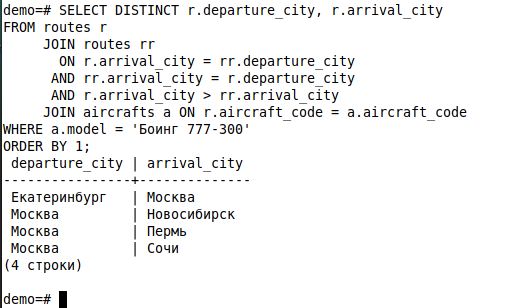 demo=# SELECT DISTINCT r.departure_city, r.arrival_city
FROM routes r
     JOIN routes rr
       ON r.arrival_city = rr.departure_city
      AND rr.arrival_city = r.departure_city
      AND r.arrival_city > rr.arrival_city
     JOIN aircrafts a ON r.aircraft_code = a.aircraft_code
WHERE a.model = 'Боинг 777-300'
ORDER BY 1;
 departure_city | arrival_city
----------------+--------------
 Екатеринбург   | Москва
 Москва         | Новосибирск
 Москва         | Пермь
 Москва         | Сочи
(4 строки)
demo=#